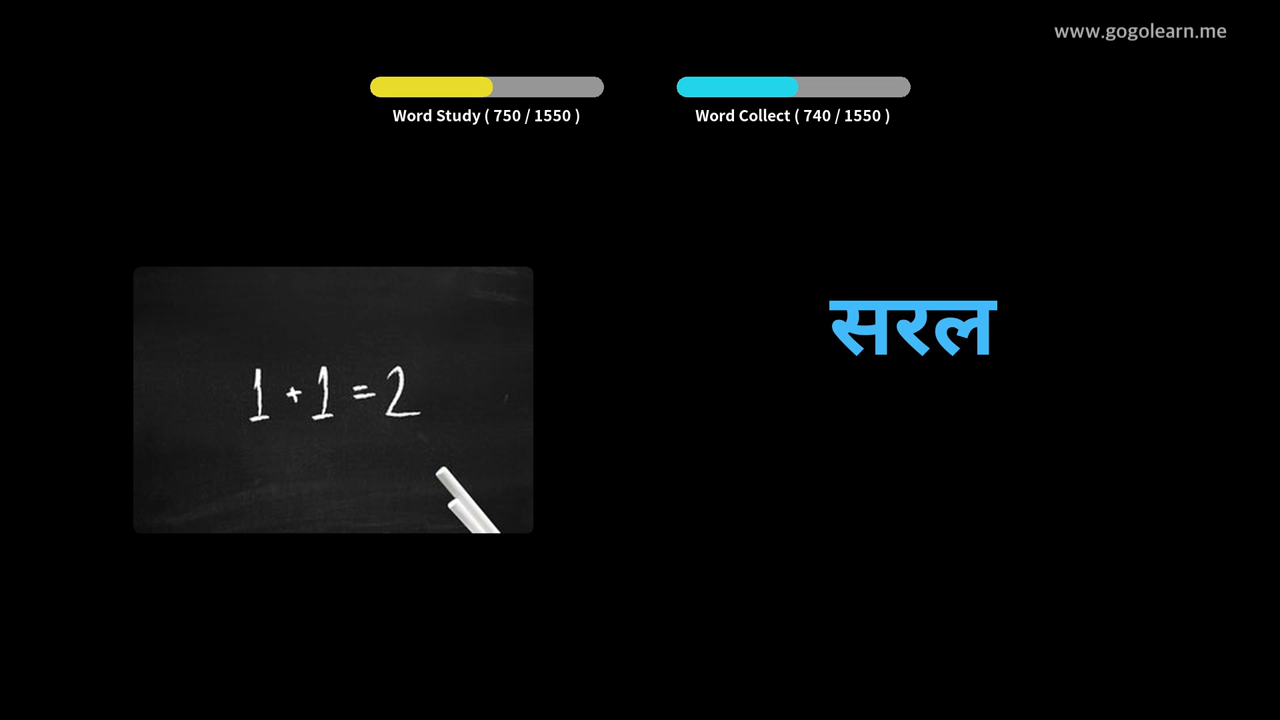 www.gogolearn.me
Word Study ( 750 / 1550 )
Word Collect ( 740 / 1550 )
1 + 1 = 2
सरल